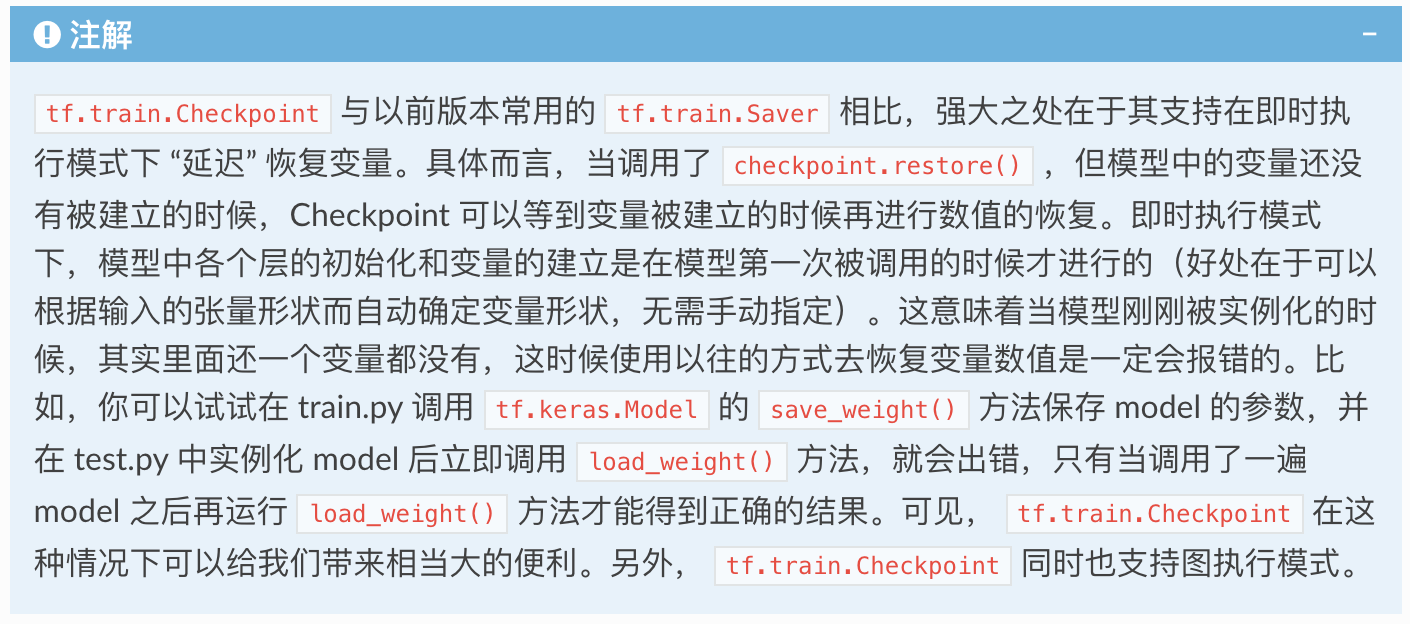 注解
tf.train.Checkpoint 与以前版本常用的 tf.train.Saver 相比，强大之处在于其支持在即时执
行模式下 “延迟” 恢复变量。具体而言，当调用了 checkpoint.restore() ，但模型中的变量还没
有被建立的时候，Checkpoint 可以等到变量被建立的时候再进行数值的恢复。即时执行模式
下，模型中各个层的初始化和变量的建立是在模型第一次被调用的时候才进行的（好处在于可以
根据输入的张量形状而自动确定变量形状，无需手动指定）。这意味着当模型刚刚被实例化的时
候，其实里面还一个变量都没有，这时候使用以往的方式去恢复变量数值是一定会报错的。比
如，你可以试试在 train.py 调用 tf.keras.Model 的 save_weight() 方法保存 model 的参数，并
在 test.py 中实例化 model 后立即调用 load_weight() 方法，就会出错，只有当调用了一遍
model 之后再运行 load_weight() 方法才能得到正确的结果。可见， tf.train.Checkpoint 在这
种情况下可以给我们带来相当大的便利。另外， tf.train.Checkpoint 同时也支持图执行模式。